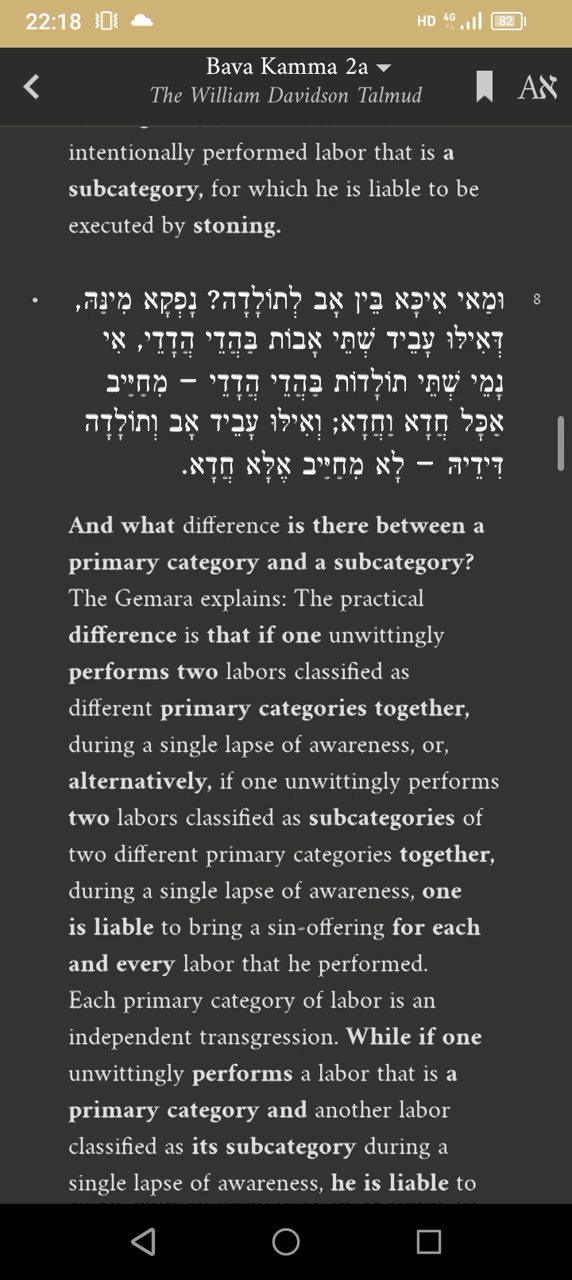 22:18
HD 4G 82
Bava Kamma 2a
The William Davidson Talmud
Aא
intentionally performed labor that is a
subcategory, for which he is liable to be
executed by stoning.
8
וּמַאי אִיכָּא בֵּין אָב לְתוֹלָדָה? נָפְקָא מִינַּהּ,
דְּאִילּוּ עָבֵיד שְׁתֵּי אָבוֹת בַּהֲדֵי הֲדָדֵי, אִי
נָמֵי שְׁתֵּי תוֹלָדוֹת בַּהֲדֵי הֲדָדֵי – מִחַיַּיב
אַכֹּל חֲדָא וַחֲדָא; וְאִילּוּ עָבֵיד אָב וְתוֹלָדָה
דִּידֵיהּ – לָא מִחַיַּיב אֶלָּא חֲדָא.
And what difference is there between a
primary category and a subcategory?
The Gemara explains: The practical
difference is that if one unwittingly
performs two labors classified as
different primary categories together,
during a single lapse of awareness, or,
alternatively, if one unwittingly performs
two labors classified as subcategories of
two different primary categories together,
during a single lapse of awareness, one
is liable to bring a sin-offering for each
and every labor that he performed.
Each primary category of labor is an
independent transgression. While if one
unwittingly performs a labor that is a
primary category and another labor
classified as its subcategory during a
single lapse of awareness, he is liable to